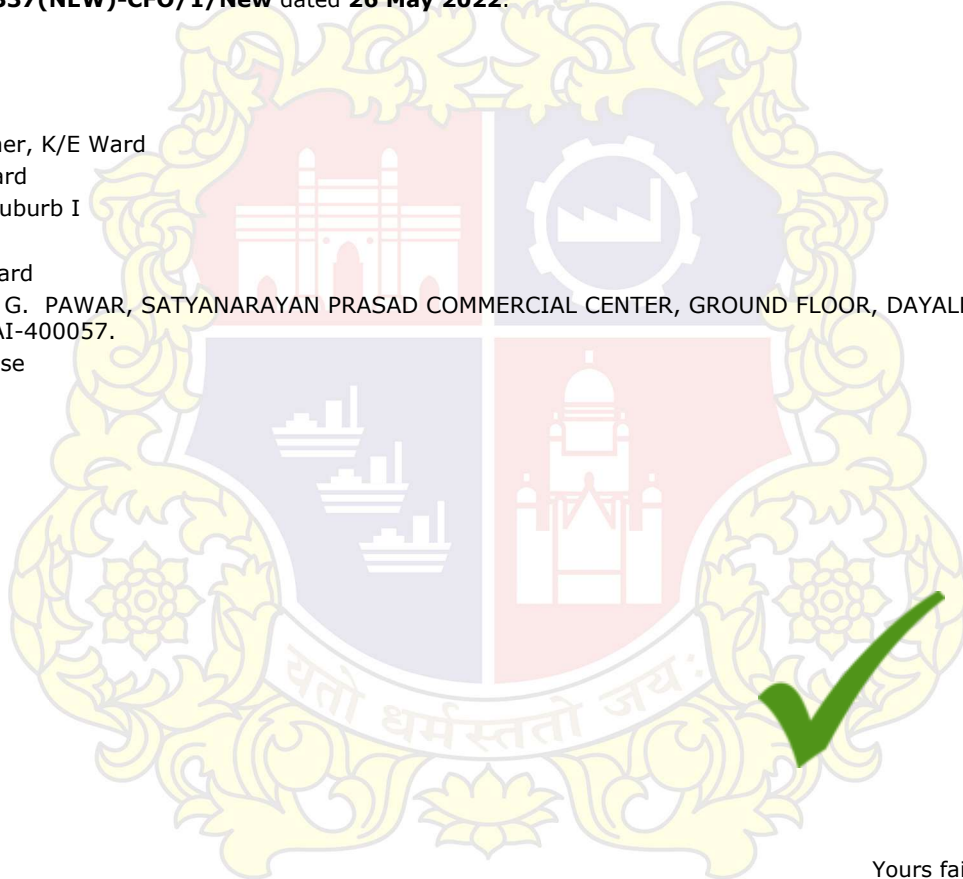 337(NEW)-CFO/1/New dated 26 May 2022.
ner, K/E Ward
ard
uburb I
ard
G. PAWAR, SATYANARAYAN PRASAD COMMERCIAL CENTER, GROUND FLOOR, DAYAL
AI-400057.
se
यतो धर्मस्ततो जय:
Yours fai